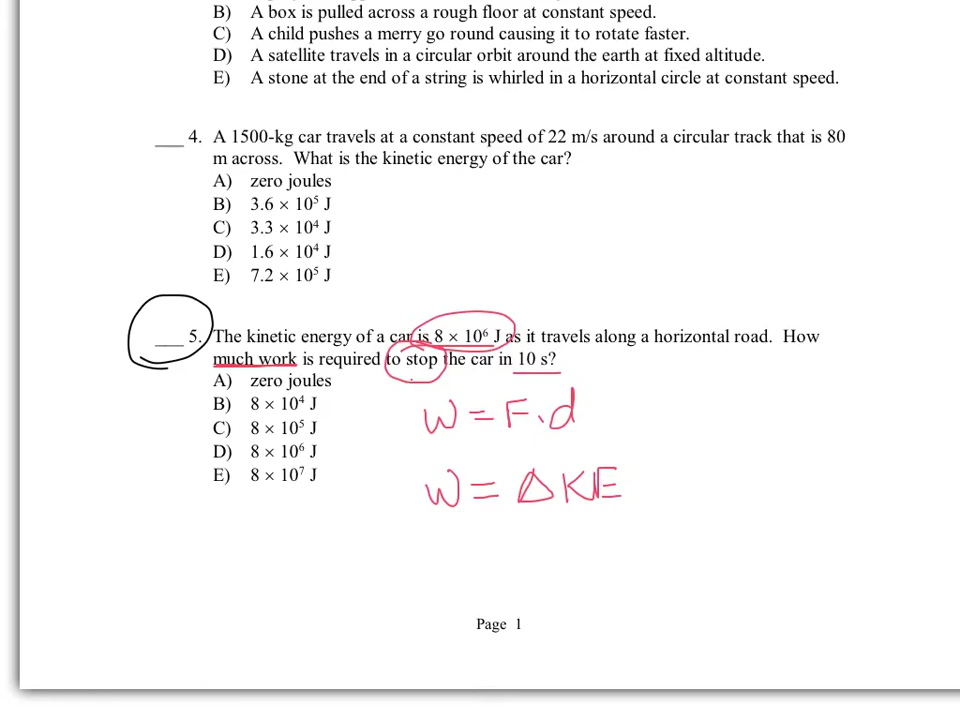 B) A box is pulled across a rough floor at constant speed.
C) A child pushes a merry go round causing it to rotate faster.
D) A satellite travels in a circular orbit around the earth at fixed altitude.
E) A stone at the end of a string is whirled in a horizontal circle at constant speed.
___ 4. A 1500-kg car travels at a constant speed of 22 m/s around a circular track that is 80
m across. What is the kinetic energy of the car?
A) zero joules
B) 3.6 × 10⁵ J
C) 3.3 × 10⁴ J
D) 1.6 × 10⁴ J
E) 7.2 × 10⁵ J
___ 5. The kinetic energy of a car is 8 × 10⁶ J as it travels along a horizontal road. How
much work is required to stop the car in 10 s?
A) zero joules
B) 8 × 10⁴ J
C) 8 × 10⁵ J
D) 8 × 10⁶ J
E) 8 × 10⁷ J
W = F·d
W = ΔKE
Page 1